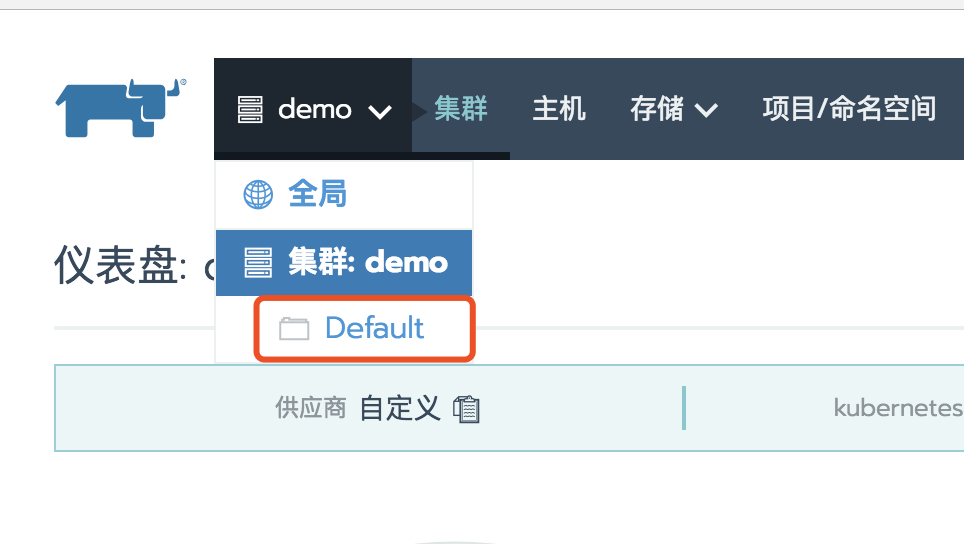 demo 集群 主机 存储 项目/命名空间
全局
集群: demo
仪表盘:
Default
供应商 自定义 kubernetes